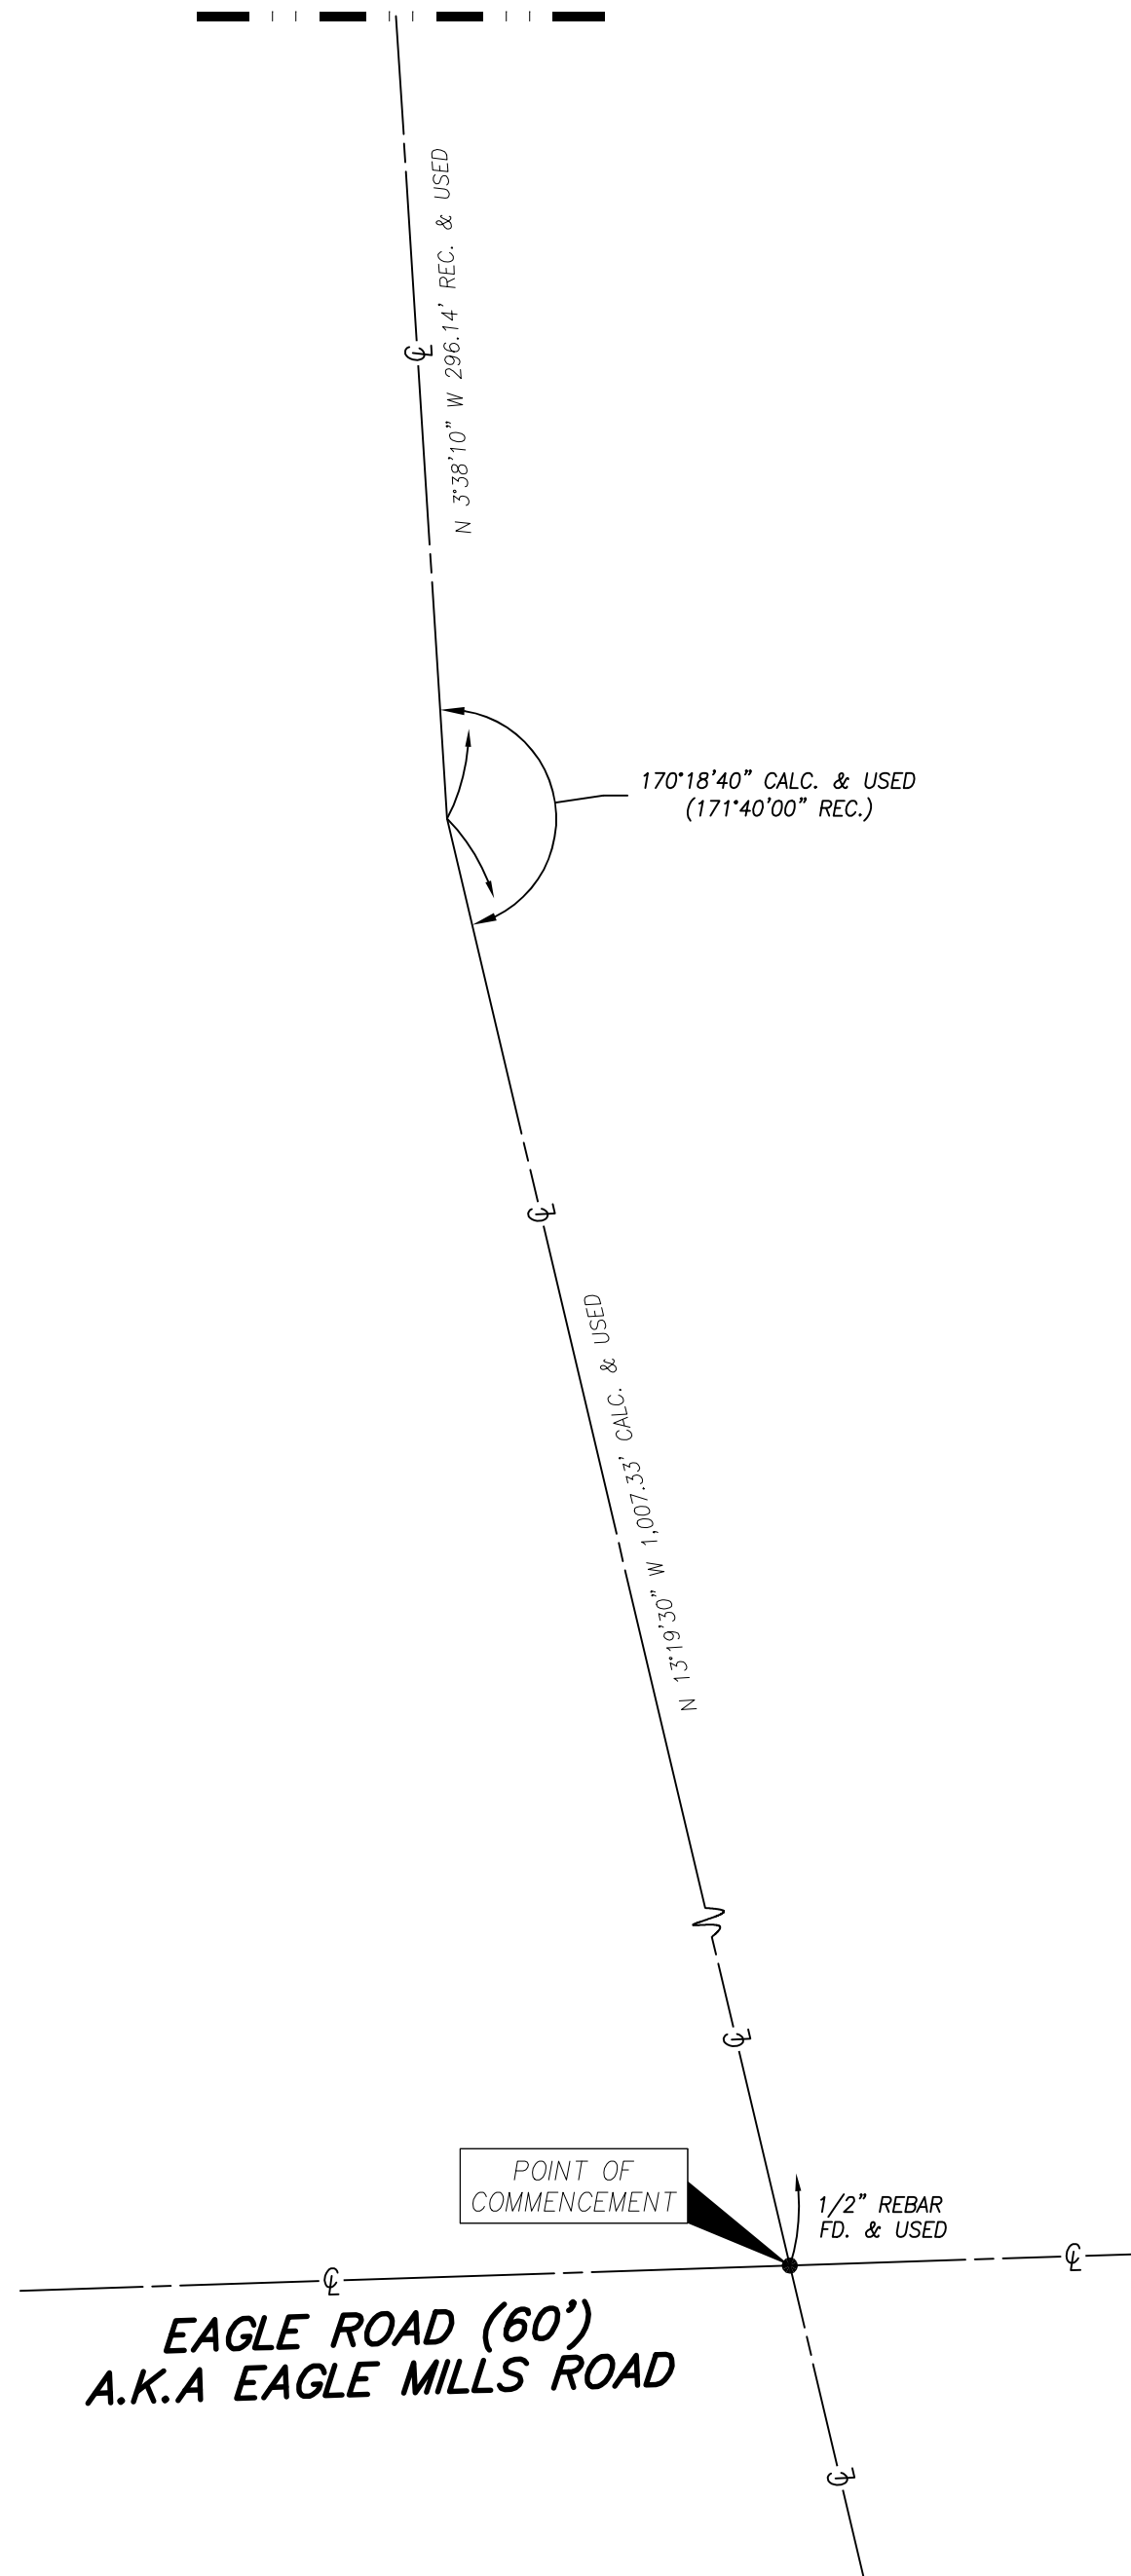 N 3°38'10" W 296.14' REC. & USED
170°18'40" CALC. & USED
(171°40'00" REC.)
N 13°19'30" W 1,007.33' CALC. & USED
POINT OF
COMMENCEMENT
1/2" REBAR
FD. & USED
EAGLE ROAD (60')
A.K.A EAGLE MILLS ROAD